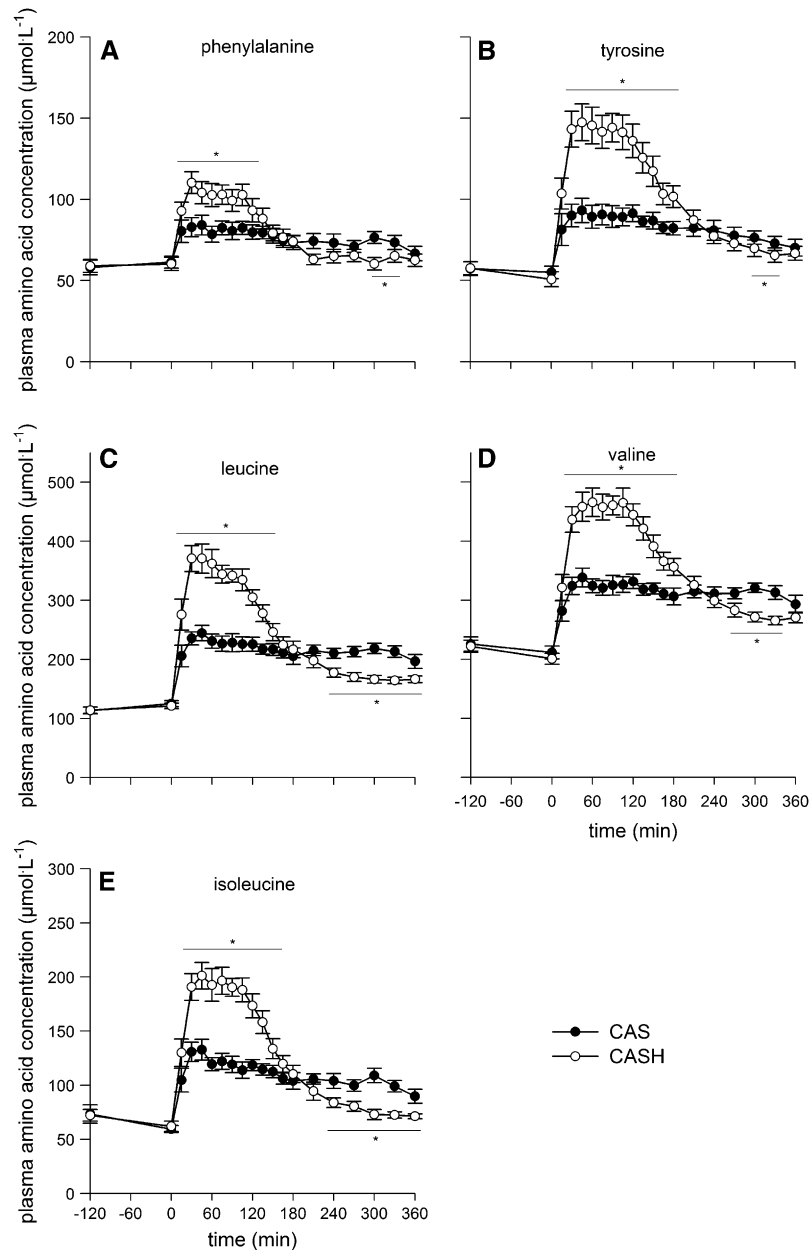 A
phenylalanine
plasma amino acid concentration (µmol·L⁻¹)
200
150
100
50
0
*
*
B
tyrosine
*
*
C
leucine
plasma amino acid concentration (µmol·L⁻¹)
500
400
300
200
100
0
*
*
D
valine
*
*
-120 -60 0 60 120 180 240 300 360
time (min)
E
isoleucine
plasma amino acid concentration (µmol·L⁻¹)
300
250
200
150
100
50
0
*
*
-120 -60 0 60 120 180 240 300 360
time (min)
CAS
CASH